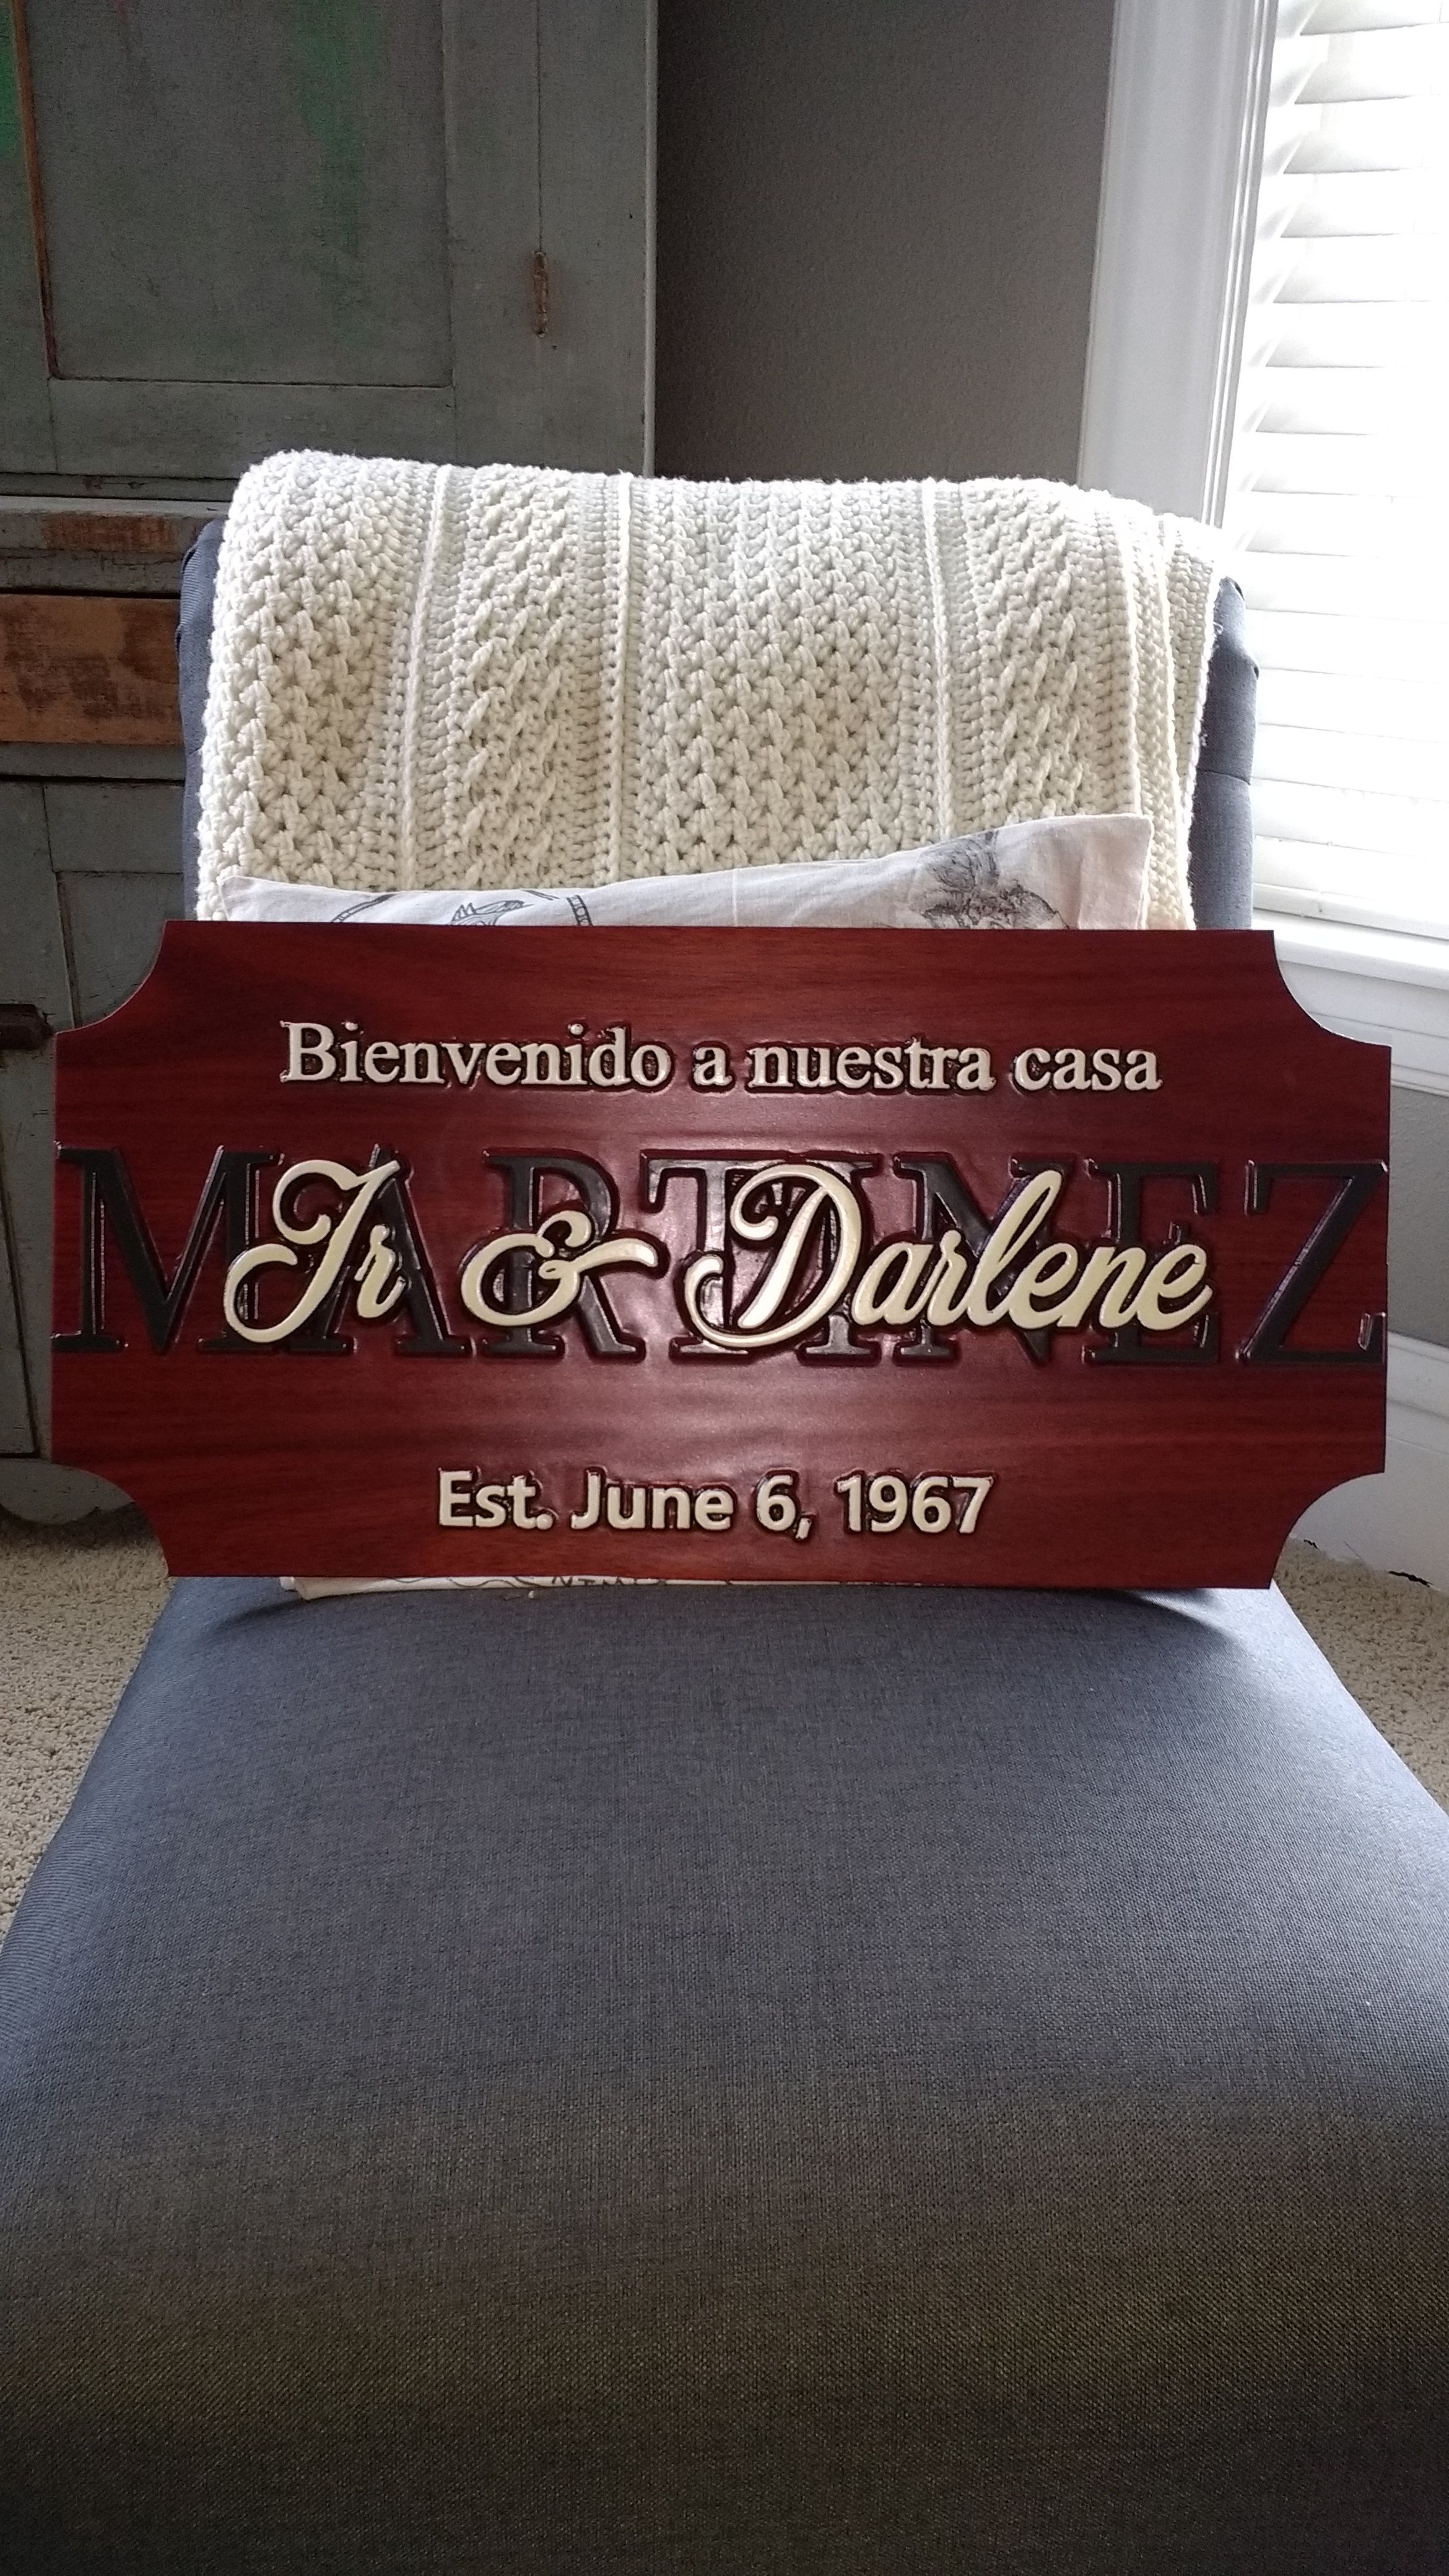 Bienvenido a nuestra casa
MARTINEZ
Jr & Darlene
Est. June 6, 1967